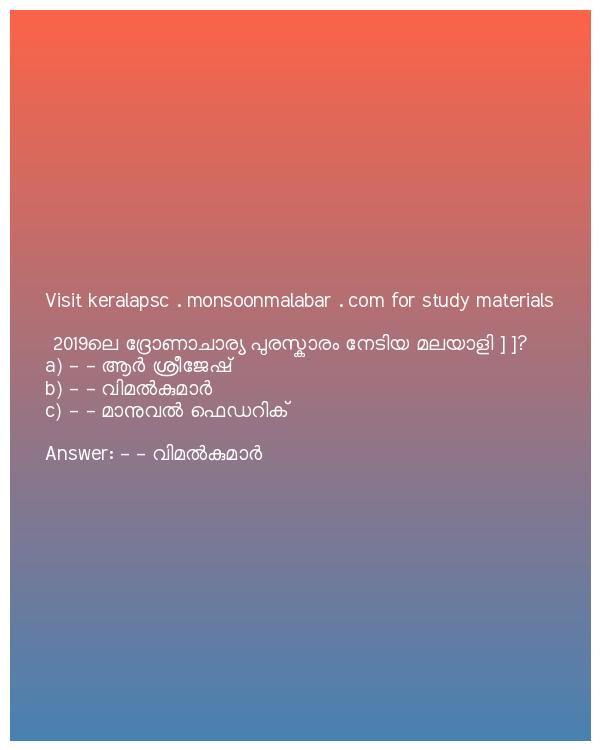 Visit keralapsc . monsoonmalabar . com for study materials
2019ലെ ദ്രോണാചാര്യ പുരസ്കാരം നേടിയ മലയാളി ] ]?
a) - - ആർ ശ്രീജേഷ്
b) - - വിമൽകുമാർ
c) - - മാനുവൽ ഫെഡറിക്
Answer: - - വിമൽകുമാർ